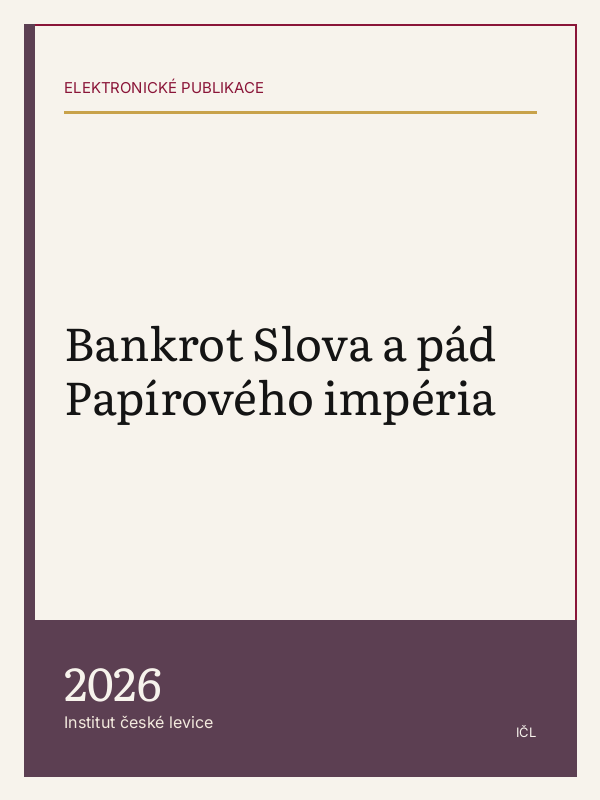 ELEKTRONICKÉ PUBLIKACE
Bankrot Slova a pád
Papírového impéria
2026
Institut české levice
IČL